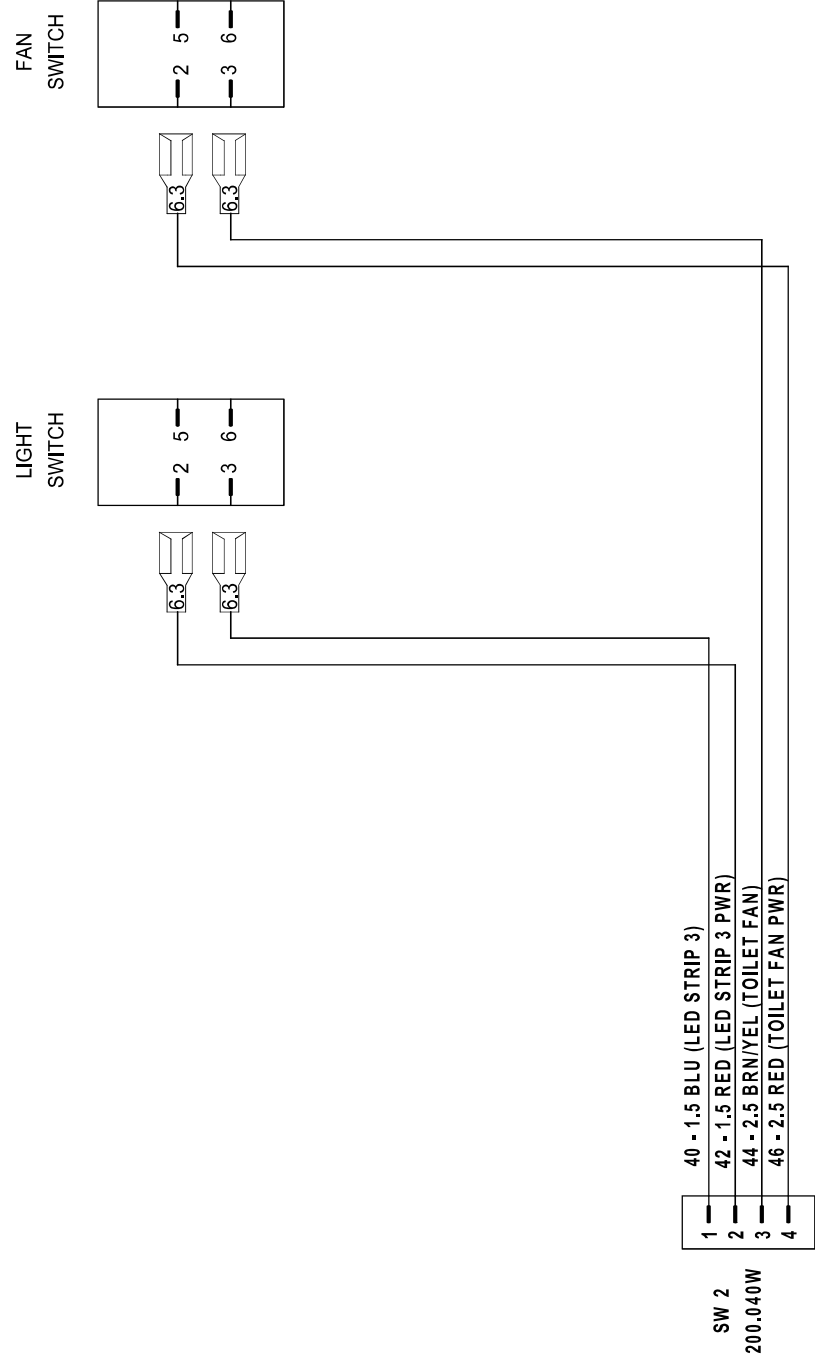 FAN
SWITCH
5
6
2
3
6.3
6.3
LIGHT
SWITCH
5
6
2
3
6.3
6.3
40 - 1.5 BLU (LED STRIP 3)
42 - 1.5 RED (LED STRIP 3 PWR)
44 - 2.5 BRN/YEL (TOILET FAN)
46 - 2.5 RED (TOILET FAN PWR)
1
2
3
4
SW 2
200.040W